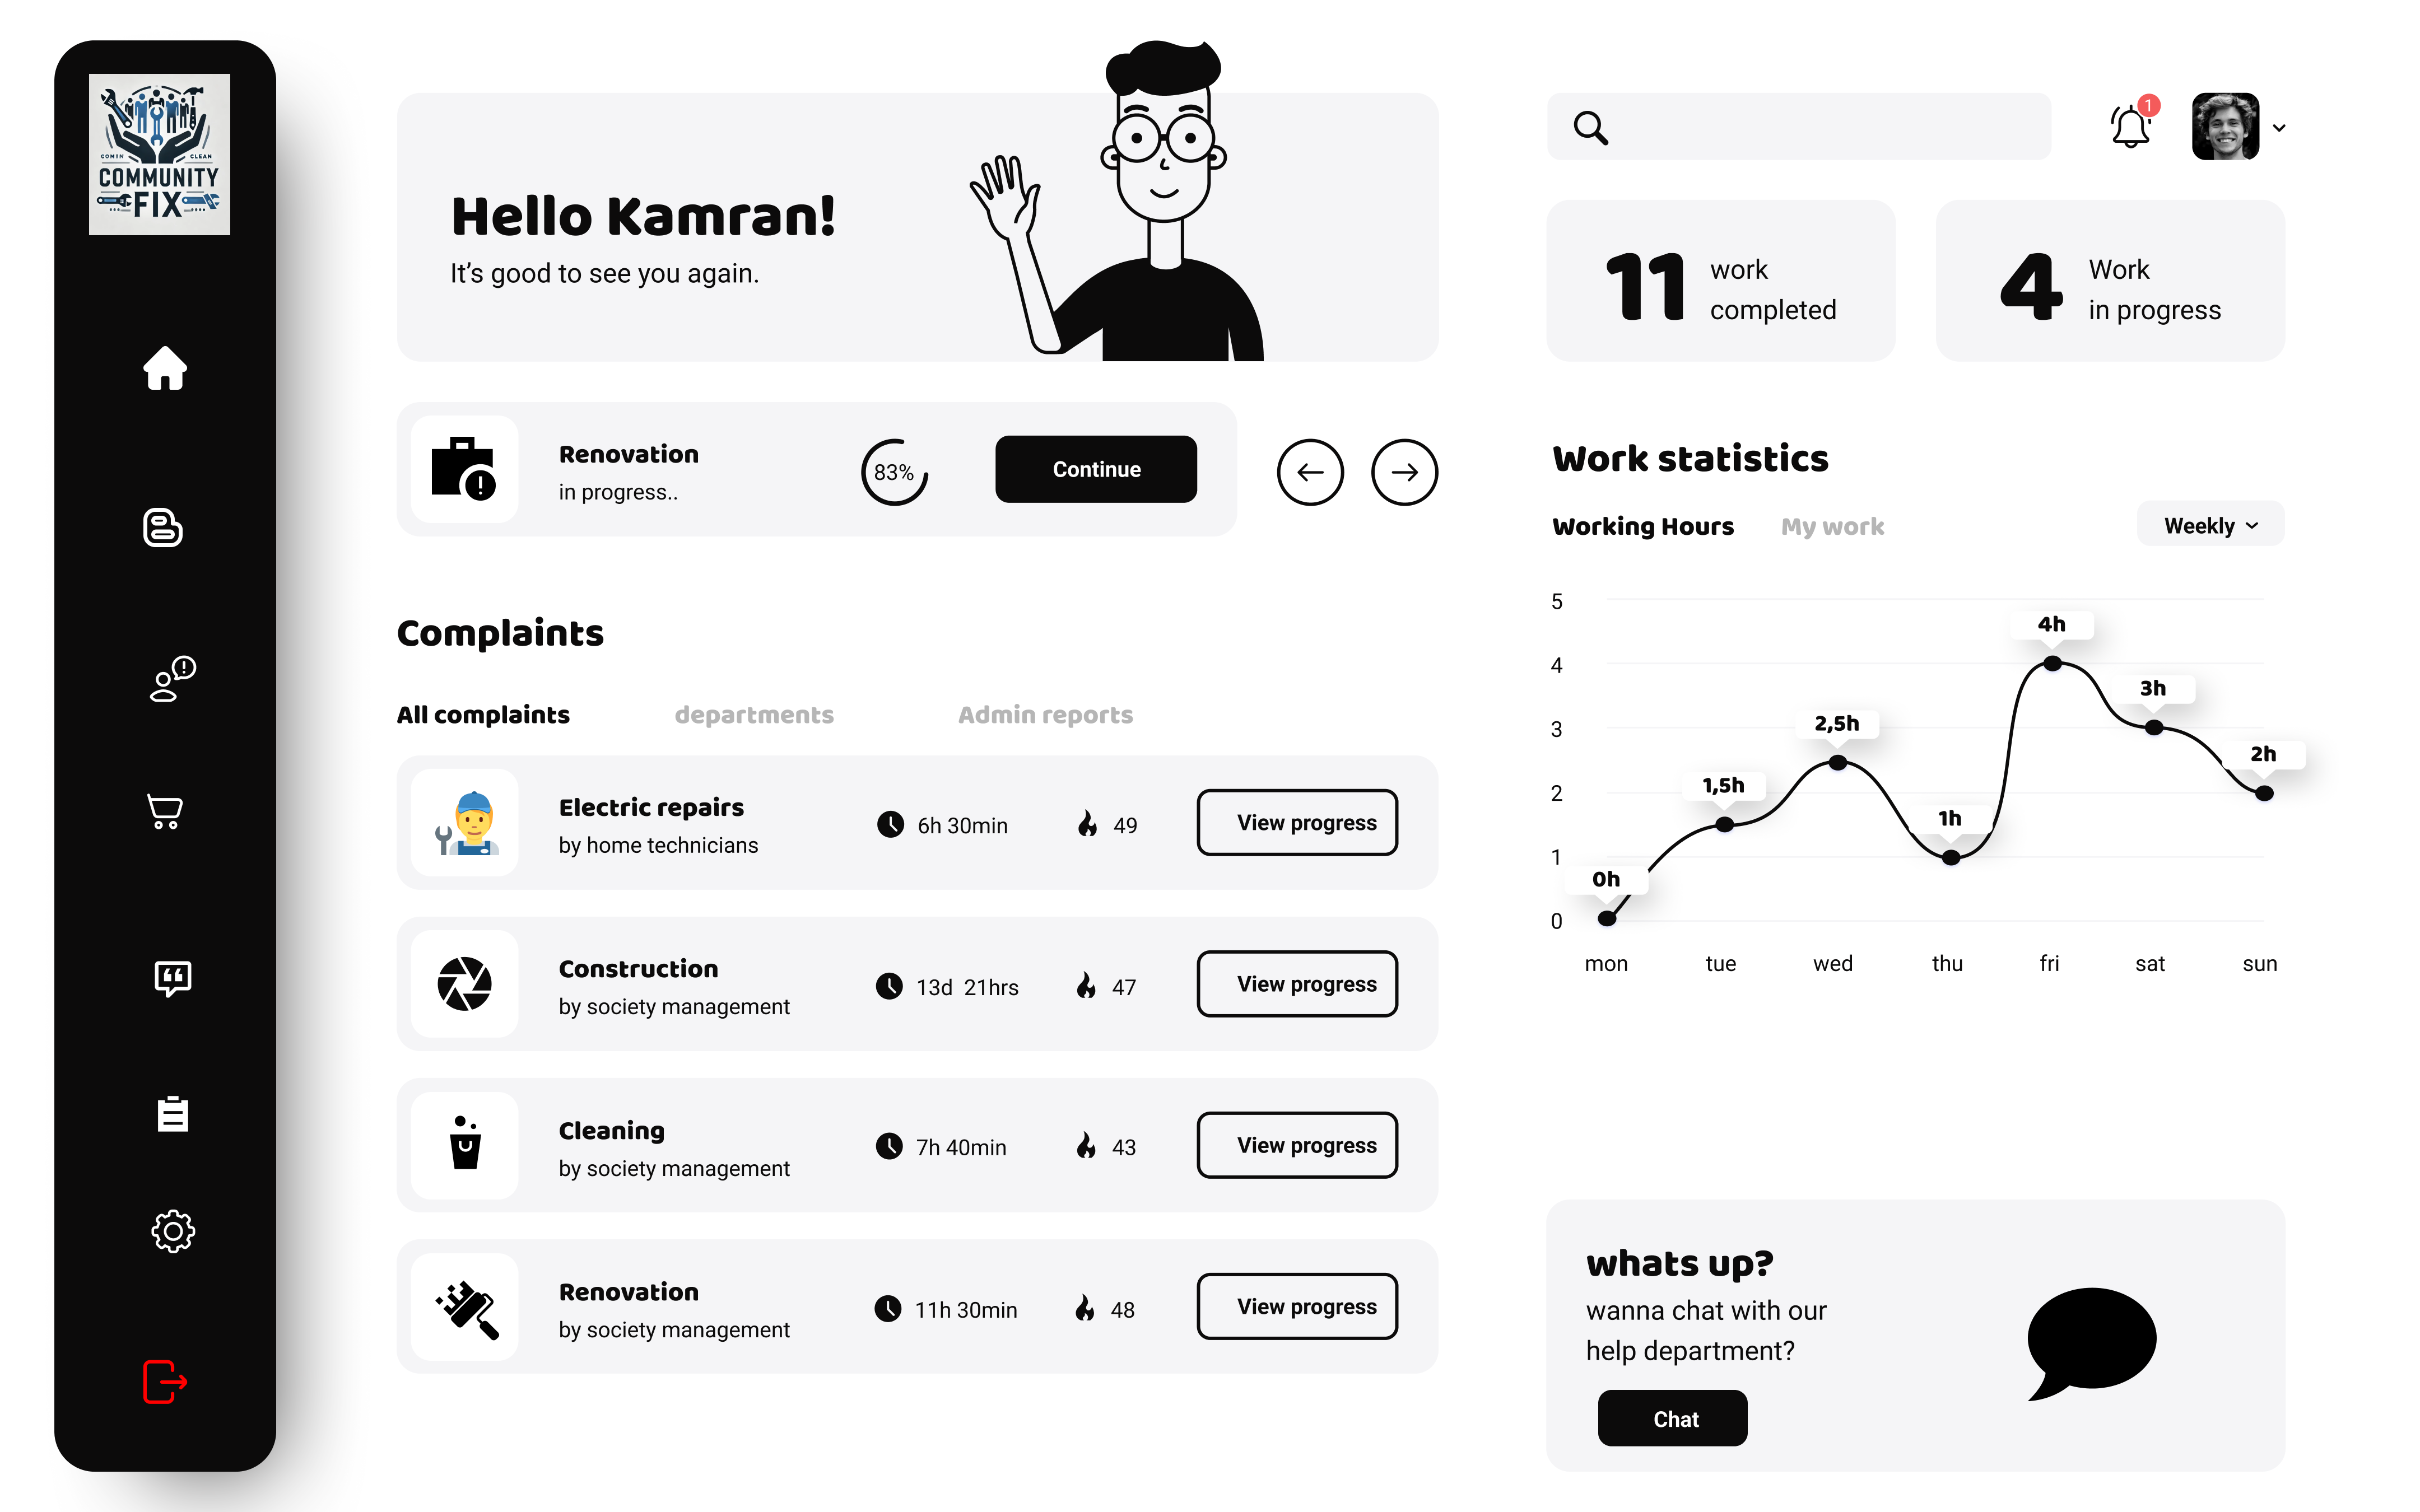 COMIN CLEAN
COMMUNITY
FIX
Hello Kamran!
It's good to see you again.
1
11 work
completed
4 Work
in progress
Renovation
in progress..
83%
Continue
Complaints
All complaints departments Admin reports
Electric repairs
by home technicians
6h 30min
49
View progress
Construction
by society management
13d 21hrs
47
View progress
Cleaning
by society management
7h 40min
43
View progress
Renovation
by society management
11h 30min
48
View progress
Work statistics
Working Hours My work Weekly
5
4
3
2
1
0
0h
1,5h
2,5h
1h
4h
3h
2h
mon tue wed thu fri sat sun
whats up?
wanna chat with our
help department?
Chat